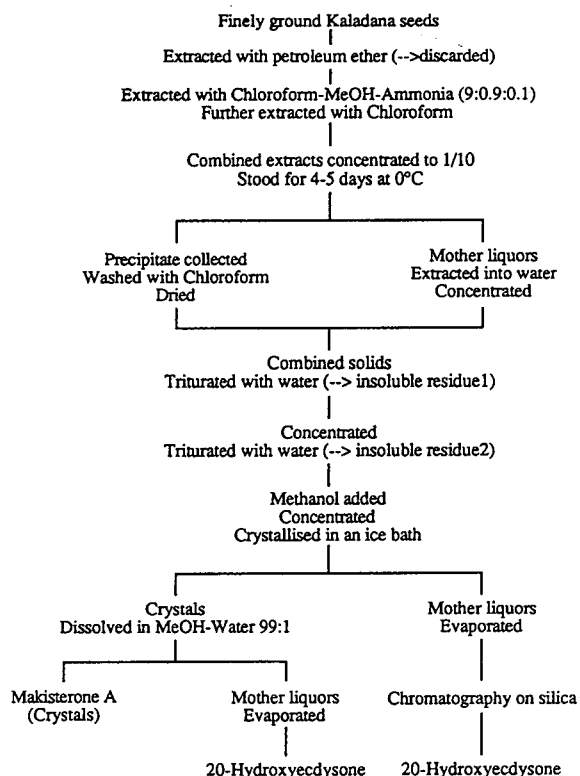 Finely ground Kaladana seeds
Extracted with petroleum ether (-->discarded)
Extracted with Chloroform-MeOH-Ammonia (9:0.9:0.1)
Further extracted with Chloroform
Combined extracts concentrated to 1/10
Stood for 4-5 days at 0°C
Precipitate collected
Washed with Chloroform
Dried
Mother liquors
Extracted into water
Concentrated
Combined solids
Triturated with water (--> insoluble residue1)
Concentrated
Triturated with water (--> insoluble residue2)
Methanol added
Concentrated
Crystallised in an ice bath
Crystals
Dissolved in MeOH-Water 99:1
Mother liquors
Evaporated
Makisterone A
(Crystals)
Mother liquors
Evaporated
Chromatography on silica
20-Hydroxyecdysone
20-Hydroxyecdysone